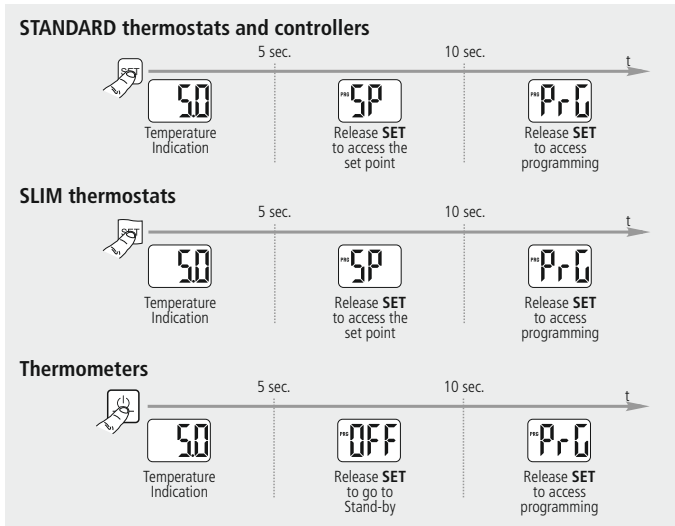 STANDARD thermostats and controllers
5 sec.
10 sec.
t
SET
5.0
PRG SP
PRG PrG
Temperature
Indication
Release SET
to access the
set point
Release SET
to access
programming
SLIM thermostats
5 sec.
10 sec.
t
SET
5.0
PRG SP
PRG PrG
Temperature
Indication
Release SET
to access the
set point
Release SET
to access
programming
Thermometers
5 sec.
10 sec.
t
5.0
PRG OFF
PRG PrG
Temperature
Indication
Release SET
to go to
Stand-by
Release SET
to access
programming